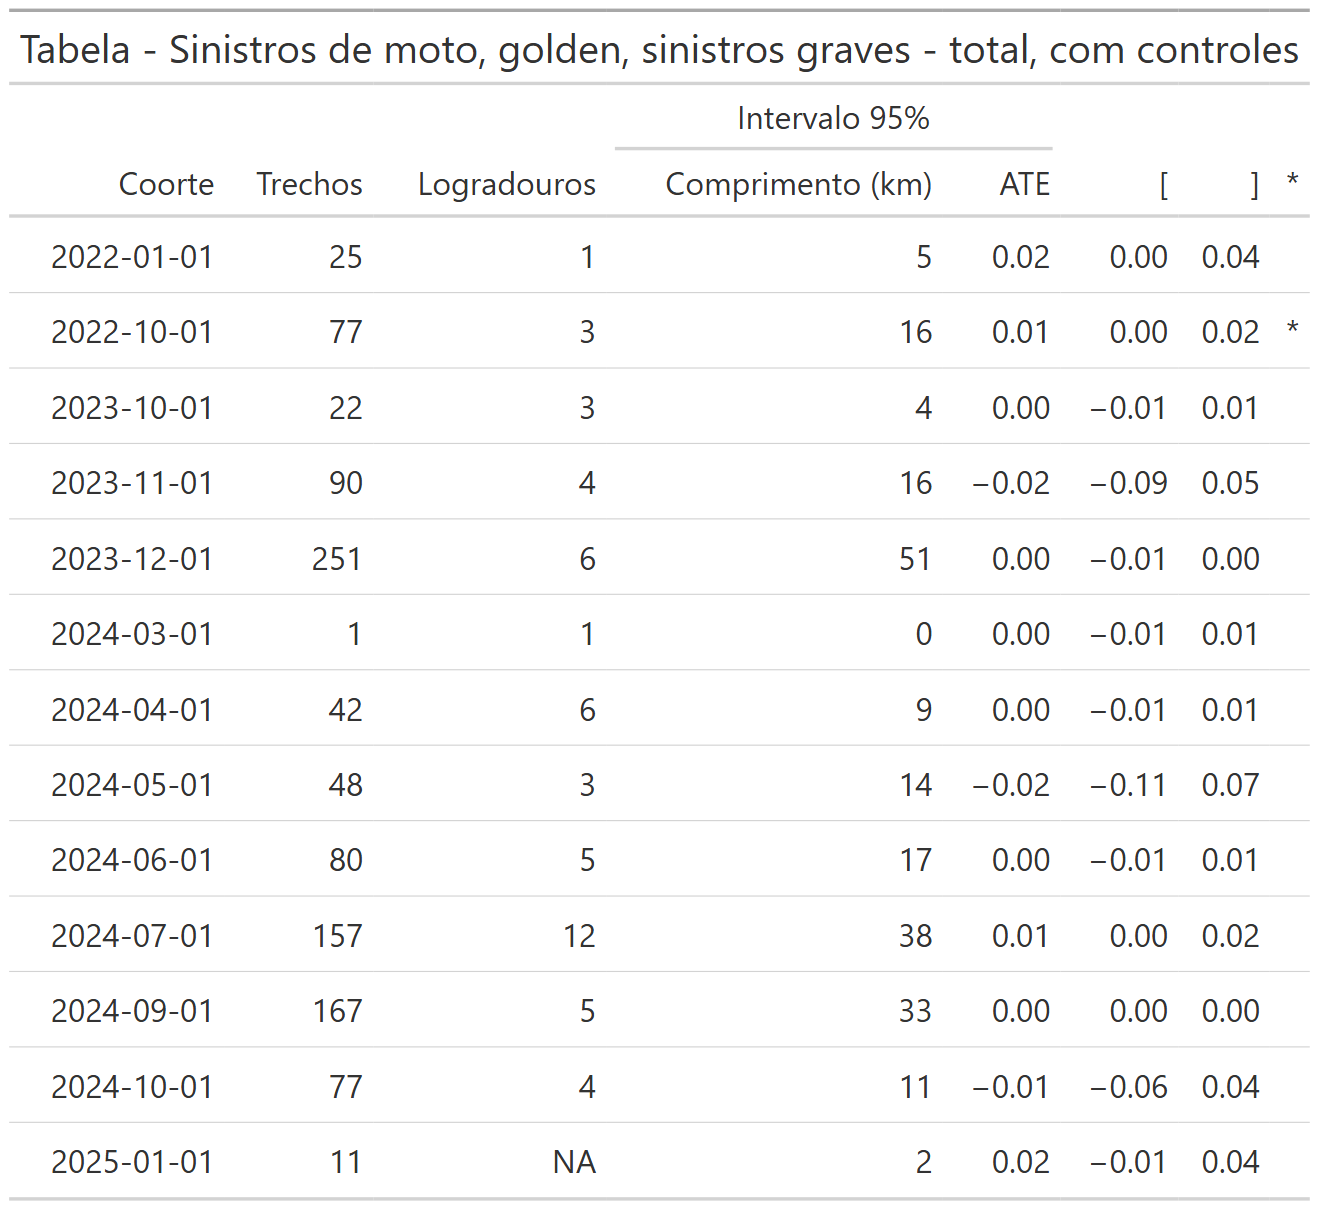 Tabela - Sinistros de moto, golden, sinistros graves - total, com controles
Intervalo 95%
Coorte Trechos Logradouros Comprimento (km) ATE [ ] *
2022-01-01 25 1 5 0.02 0.00 0.04
2022-10-01 77 3 16 0.01 0.00 0.02 *
2023-10-01 22 3 4 0.00 −0.01 0.01
2023-11-01 90 4 16 −0.02 −0.09 0.05
2023-12-01 251 6 51 0.00 −0.01 0.00
2024-03-01 1 1 0 0.00 −0.01 0.01
2024-04-01 42 6 9 0.00 −0.01 0.01
2024-05-01 48 3 14 −0.02 −0.11 0.07
2024-06-01 80 5 17 0.00 −0.01 0.01
2024-07-01 157 12 38 0.01 0.00 0.02
2024-09-01 167 5 33 0.00 0.00 0.00
2024-10-01 77 4 11 −0.01 −0.06 0.04
2025-01-01 11 NA 2 0.02 −0.01 0.04